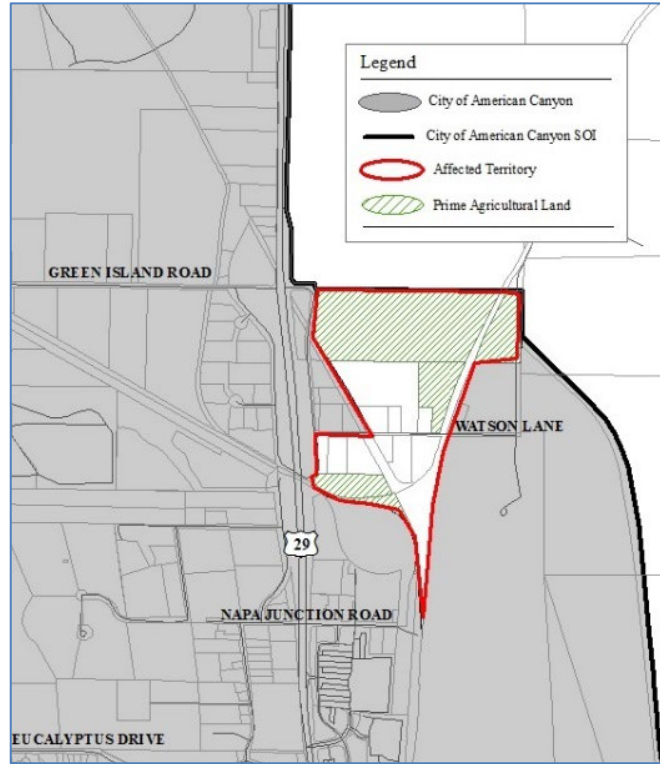 Legend
City of American Canyon
City of American Canyon SOI
Affected Territory
Prime Agricultural Land
GREEN ISLAND ROAD
WATSON LANE
29
NAPA JUNCTION ROAD
EUCALYPTUS DRIVE